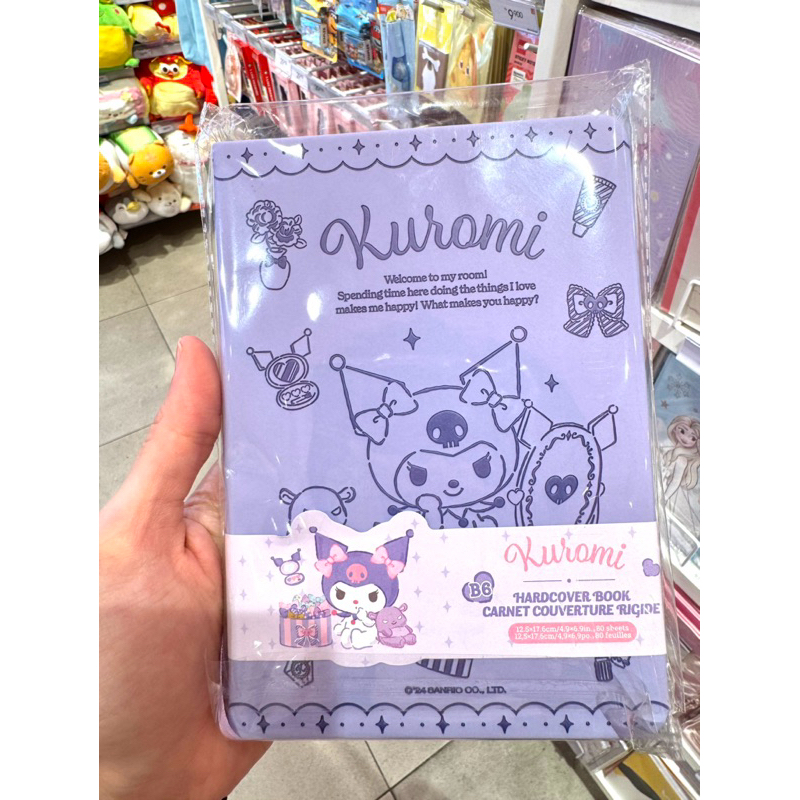 Kuromi
Welcome to my room!
Spending time here doing the things I love
makes me happy! What makes you happy?
Kuromi
B6
HARDCOVER BOOK
CARNET COUVERTURE RIGIDE
12.5×17.6cm/4.9*6.9in , 80 sheets
12,5×17,6cm/4,9*6,9po , 80 feuilles
©'24 SANRIO CO., LTD.